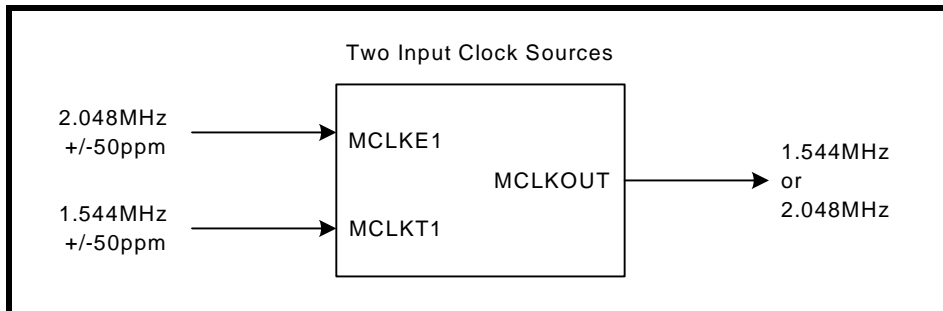 Two Input Clock Sources
2.048MHz
+/-50ppm
MCLKE1
1.544MHz
+/-50ppm
MCLKT1
MCLKOUT
1.544MHz
or
2.048MHz